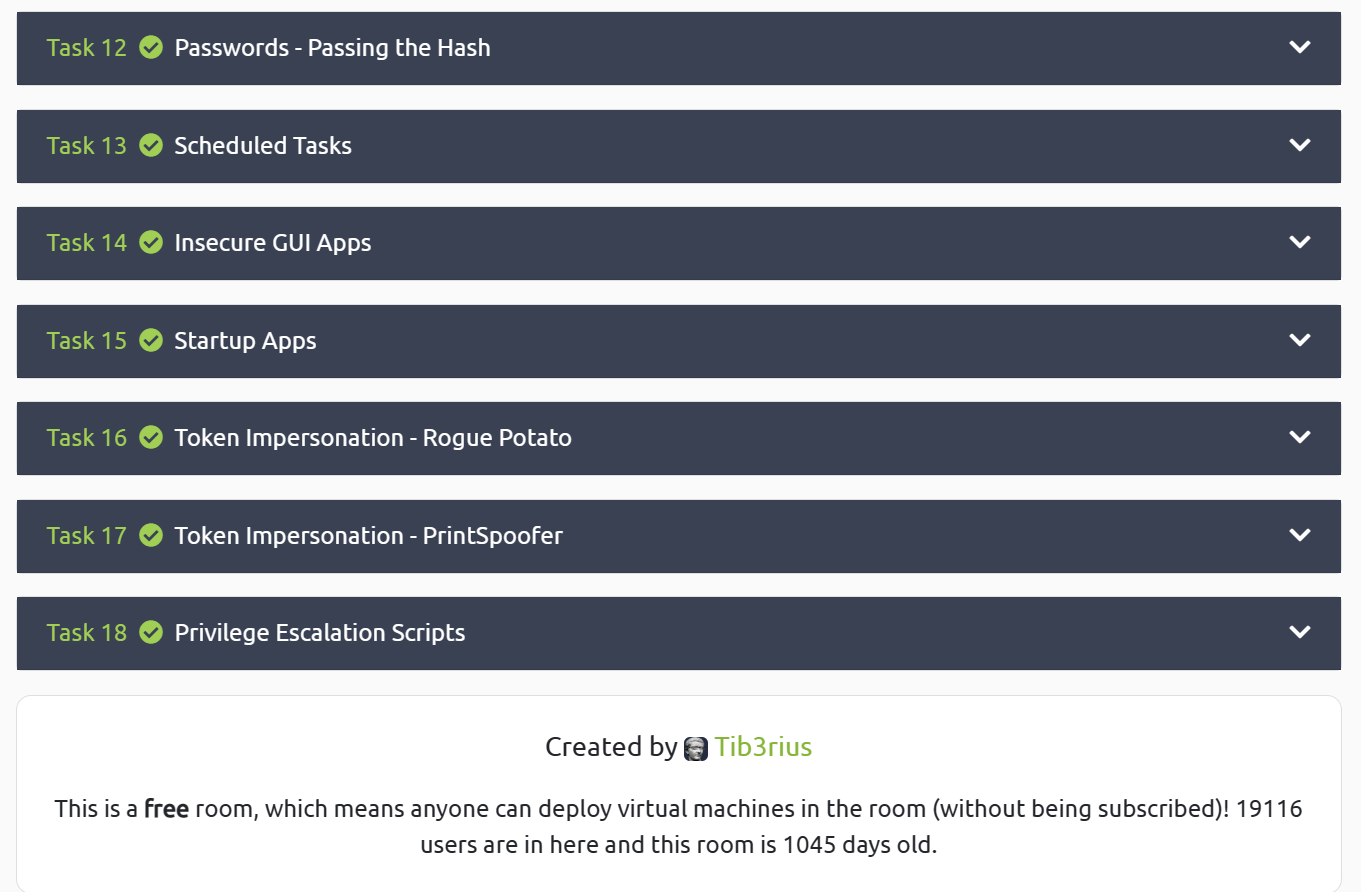 Task 12 Passwords - Passing the Hash
Task 13 Scheduled Tasks
Task 14 Insecure GUI Apps
Task 15 Startup Apps
Task 16 Token Impersonation - Rogue Potato
Task 17 Token Impersonation - PrintSpoofer
Task 18 Privilege Escalation Scripts
Created by Tib3rius
This is a free room, which means anyone can deploy virtual machines in the room (without being subscribed)! 19116
users are in here and this room is 1045 days old.